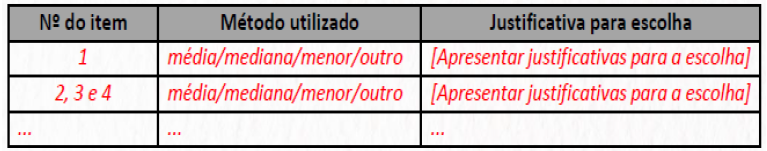 Nº do item Método utilizado Justificativa para escolha
1 média/mediana/menor/outro [Apresentar justificativas para a escolha]
2, 3 e 4 média/mediana/menor/outro [Apresentar justificativas para a escolha]
... ... ...